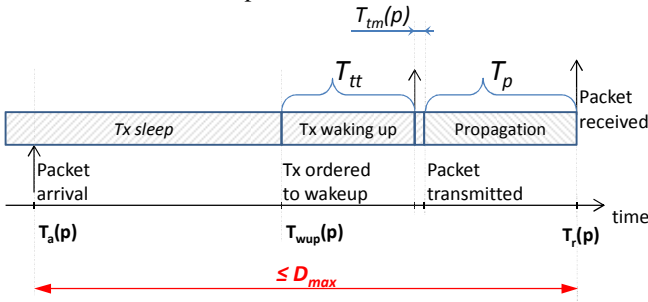 T_tm(p)
T_tt
T_p
Packet
received
Tx sleep
Tx waking up
Propagation
Packet
arrival
Tx ordered
to wakeup
Packet
transmitted
time
T_a(p)
T_wup(p)
T_r(p)
≤ D_max